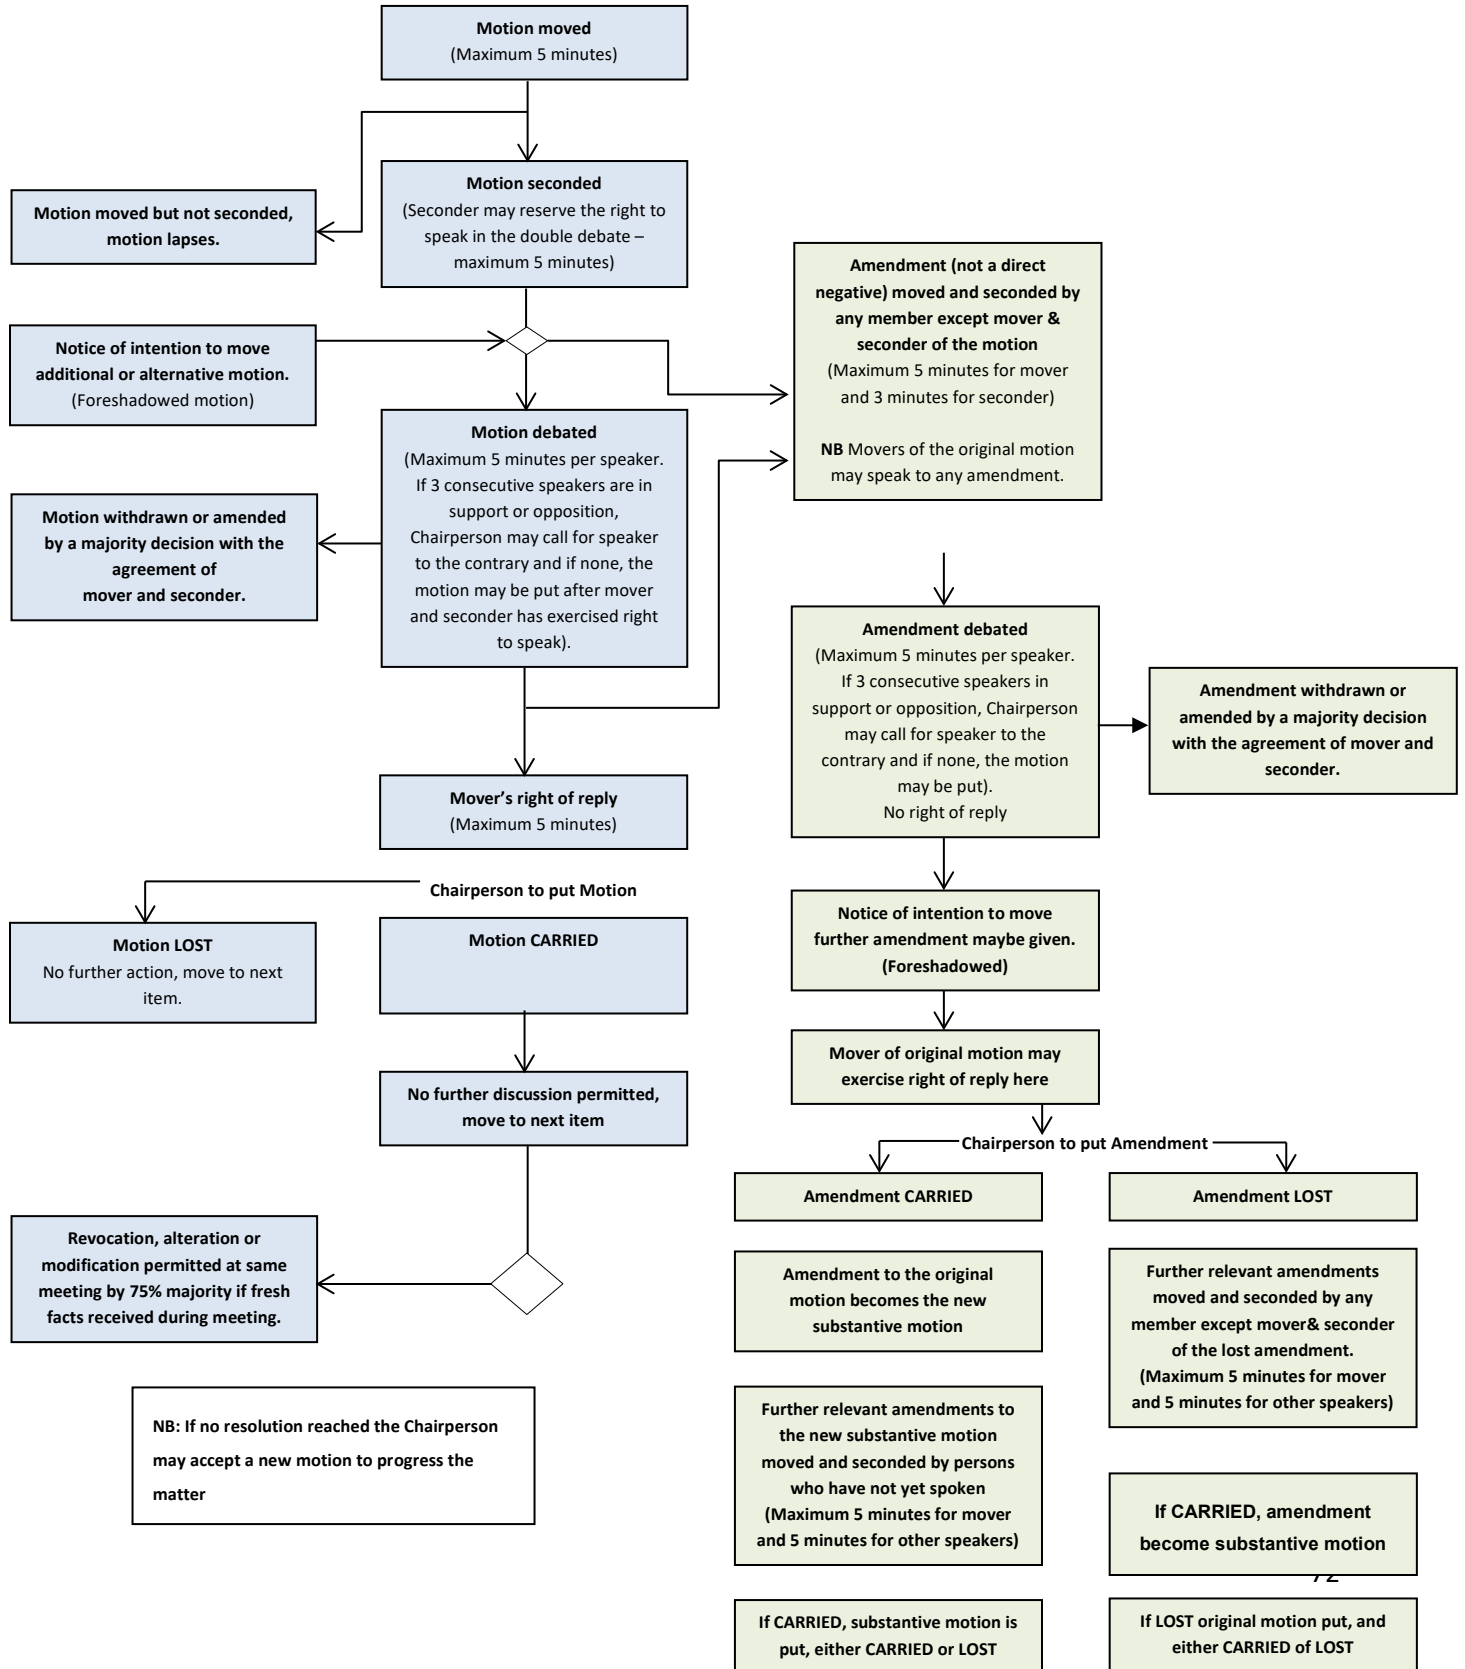 Motion moved
(Maximum 5 minutes)
Motion seconded
(Seconder may reserve the right to
speak in the double debate –
maximum 5 minutes)
Motion moved but not seconded,
motion lapses.
Notice of intention to move
additional or alternative motion.
(Foreshadowed motion)
Motion debated
(Maximum 5 minutes per speaker.
If 3 consecutive speakers are in
support or opposition,
Chairperson may call for speaker
to the contrary and if none, the
motion may be put after mover
and seconder has exercised right
to speak).
Motion withdrawn or amended
by a majority decision with the
agreement of
mover and seconder.
Mover’s right of reply
(Maximum 5 minutes)
Chairperson to put Motion
Motion LOST
No further action, move to next
item.
Motion CARRIED
No further discussion permitted,
move to next item
Revocation, alteration or
modification permitted at same
meeting by 75% majority if fresh
facts received during meeting.
NB: If no resolution reached the Chairperson
may accept a new motion to progress the
matter
Amendment (not a direct
negative) moved and seconded by
any member except mover &
seconder of the motion
(Maximum 5 minutes for mover
and 3 minutes for seconder)
NB Movers of the original motion
may speak to any amendment.
Amendment debated
(Maximum 5 minutes per speaker.
If 3 consecutive speakers in
support or opposition, Chairperson
may call for speaker to the
contrary and if none, the motion
may be put).
No right of reply
Amendment withdrawn or
amended by a majority decision
with the agreement of mover and
seconder.
Notice of intention to move
further amendment maybe given.
(Foreshadowed)
Mover of original motion may
exercise right of reply here
Chairperson to put Amendment
Amendment CARRIED
Amendment to the original
motion becomes the new
substantive motion
Further relevant amendments to
the new substantive motion
moved and seconded by persons
who have not yet spoken
(Maximum 5 minutes for mover
and 5 minutes for other speakers)
If CARRIED, substantive motion is
put, either CARRIED or LOST
Amendment LOST
Further relevant amendments
moved and seconded by any
member except mover& seconder
of the lost amendment.
(Maximum 5 minutes for mover
and 5 minutes for other speakers)
If CARRIED, amendment
become substantive motion
If LOST original motion put, and
either CARRIED of LOST